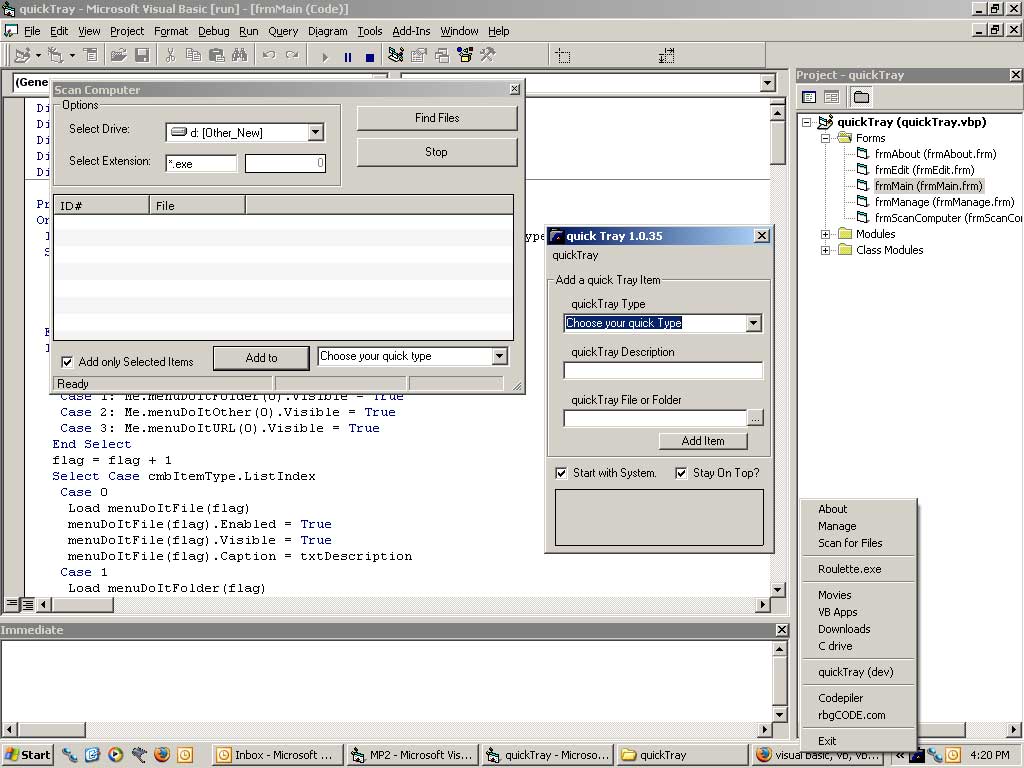 quickTray - Microsoft Visual Basic [run] - [frmMain (Code)]
File Edit View Project Format Debug Run Query Diagram Tools Add-Ins Window Help
(Gene
Scan Computer
Options
Select Drive: d: [Other_New]
Select Extension: *.exe 0
Find Files
Stop
ID# File
Add only Selected Items Add to Choose your quick type
Ready
Di
Di
Di
Di
Di
Pr
Or
ype
Case 1: Me.menuDoItFolder(0).Visible = True
Case 2: Me.menuDoItOther(0).Visible = True
Case 3: Me.menuDoItURL(0).Visible = True
End Select
flag = flag + 1
Select Case cmbItemType.ListIndex
Case 0
Load menuDoItFile(flag)
menuDoItFile(flag).Enabled = True
menuDoItFile(flag).Visible = True
menuDoItFile(flag).Caption = txtDescription
Case 1
Load menuDoItFolder(flag)
quick Tray 1.0.35
quickTray
Add a quick Tray Item
quickTray Type
Choose your quick Type
quickTray Description
quickTray File or Folder
...
Add Item
Start with System. Stay On Top?
Project - quickTray
quickTray (quickTray.vbp)
Forms
frmAbout (frmAbout.frm)
frmEdit (frmEdit.frm)
frmMain (frmMain.frm)
frmManage (frmManage.frm)
frmScanComputer (frmScanCo
Modules
Class Modules
About
Manage
Scan for Files
Roulette.exe
Movies
VB Apps
Downloads
C drive
quickTray (dev)
Codepiler
rbgCODE.com
Exit
Immediate
Start Inbox - Microsoft ... MP2 - Microsoft Vis... quickTray - Microso... quickTray visual basic, vb, vb... « 4:20 PM